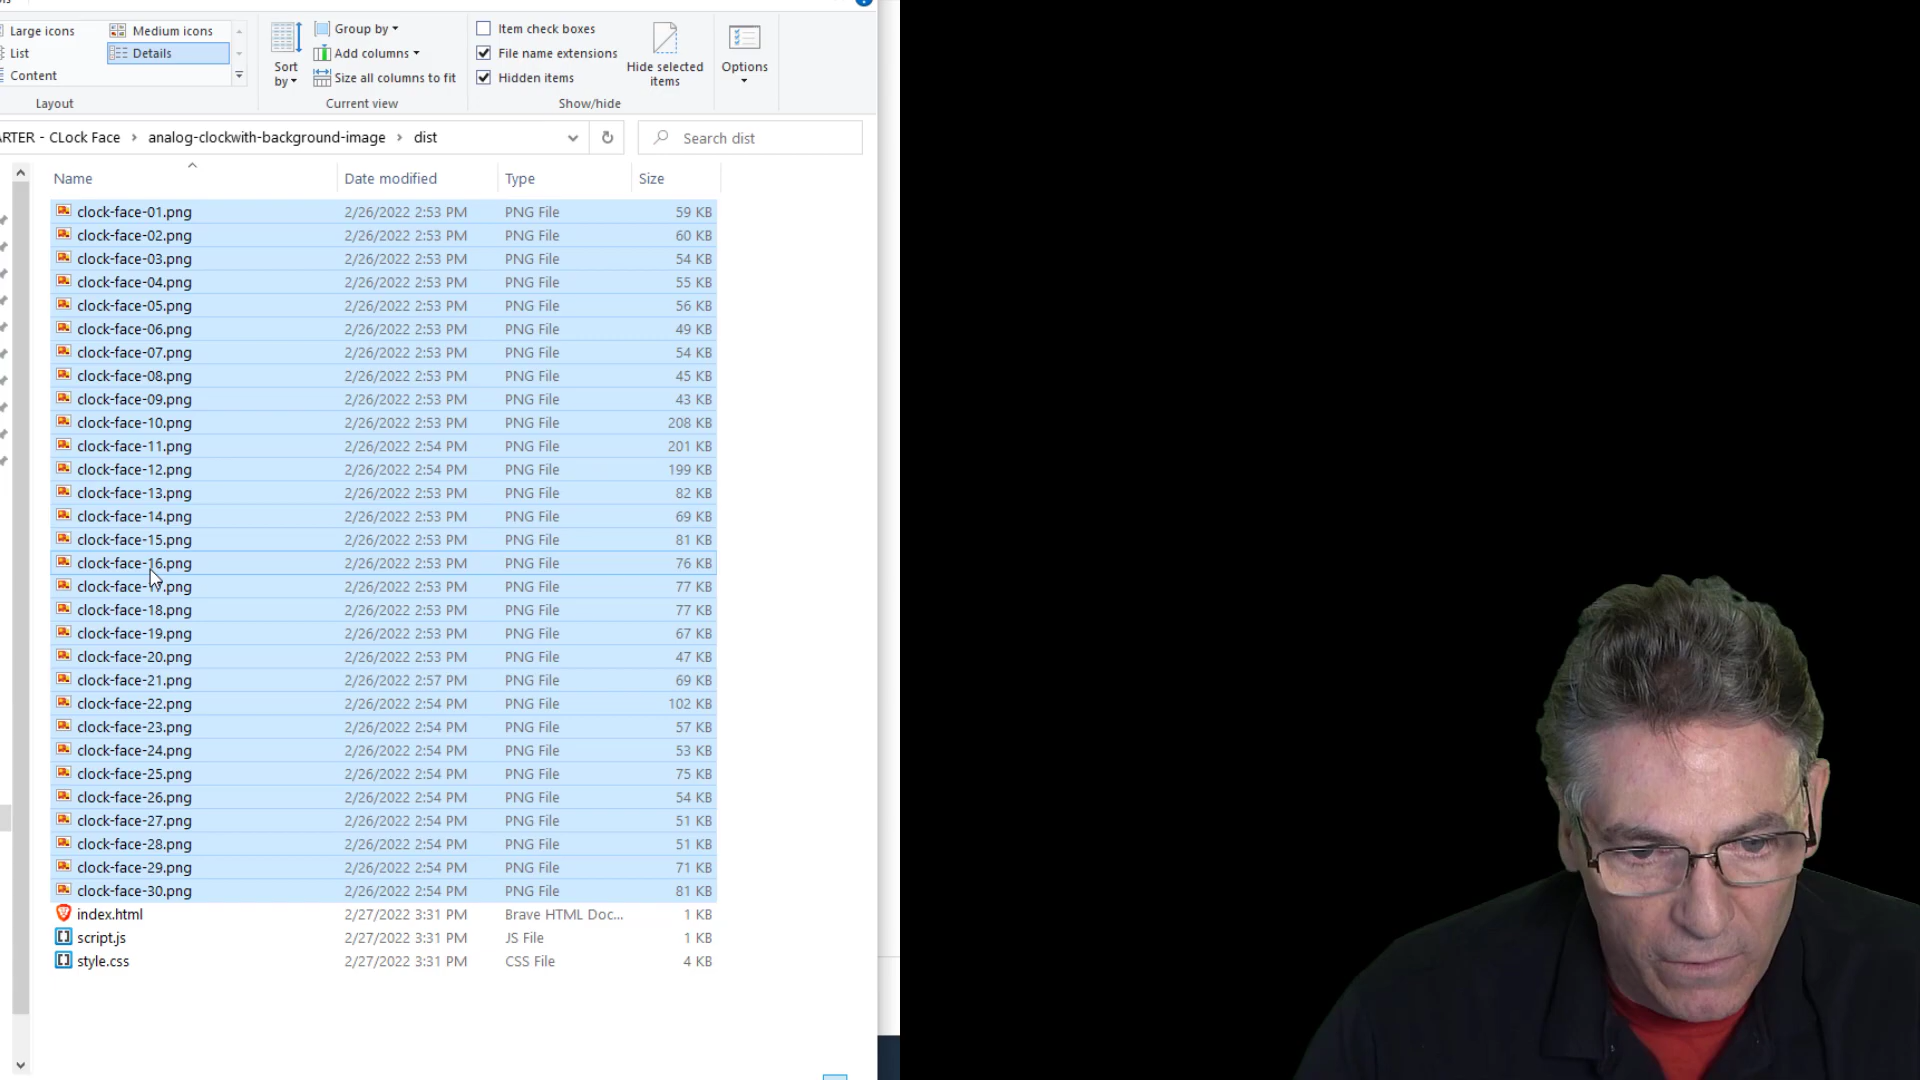 Large icons
Medium icons
List
Details
Content
Layout
Sort by
Group by
Add columns
Size all columns to fit
Current view
Item check boxes
File name extensions
Hidden items
Hide selected items
Show/hide
Options
ARTER - CLock Face > analog-clockwith-background-image > dist
Search dist
Name Date modified Type Size
clock-face-01.png 2/26/2022 2:53 PM PNG File 59 KB
clock-face-02.png 2/26/2022 2:53 PM PNG File 60 KB
clock-face-03.png 2/26/2022 2:53 PM PNG File 54 KB
clock-face-04.png 2/26/2022 2:53 PM PNG File 55 KB
clock-face-05.png 2/26/2022 2:53 PM PNG File 56 KB
clock-face-06.png 2/26/2022 2:53 PM PNG File 49 KB
clock-face-07.png 2/26/2022 2:53 PM PNG File 54 KB
clock-face-08.png 2/26/2022 2:53 PM PNG File 45 KB
clock-face-09.png 2/26/2022 2:53 PM PNG File 43 KB
clock-face-10.png 2/26/2022 2:53 PM PNG File 208 KB
clock-face-11.png 2/26/2022 2:54 PM PNG File 201 KB
clock-face-12.png 2/26/2022 2:54 PM PNG File 199 KB
clock-face-13.png 2/26/2022 2:53 PM PNG File 82 KB
clock-face-14.png 2/26/2022 2:53 PM PNG File 69 KB
clock-face-15.png 2/26/2022 2:53 PM PNG File 81 KB
clock-face-16.png 2/26/2022 2:53 PM PNG File 76 KB
clock-face-17.png 2/26/2022 2:53 PM PNG File 77 KB
clock-face-18.png 2/26/2022 2:53 PM PNG File 77 KB
clock-face-19.png 2/26/2022 2:53 PM PNG File 67 KB
clock-face-20.png 2/26/2022 2:53 PM PNG File 47 KB
clock-face-21.png 2/26/2022 2:57 PM PNG File 69 KB
clock-face-22.png 2/26/2022 2:54 PM PNG File 102 KB
clock-face-23.png 2/26/2022 2:54 PM PNG File 57 KB
clock-face-24.png 2/26/2022 2:54 PM PNG File 53 KB
clock-face-25.png 2/26/2022 2:54 PM PNG File 75 KB
clock-face-26.png 2/26/2022 2:54 PM PNG File 54 KB
clock-face-27.png 2/26/2022 2:54 PM PNG File 51 KB
clock-face-28.png 2/26/2022 2:54 PM PNG File 51 KB
clock-face-29.png 2/26/2022 2:54 PM PNG File 71 KB
clock-face-30.png 2/26/2022 2:54 PM PNG File 81 KB
index.html 2/27/2022 3:31 PM Brave HTML Doc... 1 KB
script.js 2/27/2022 3:31 PM JS File 1 KB
style.css 2/27/2022 3:31 PM CSS File 4 KB